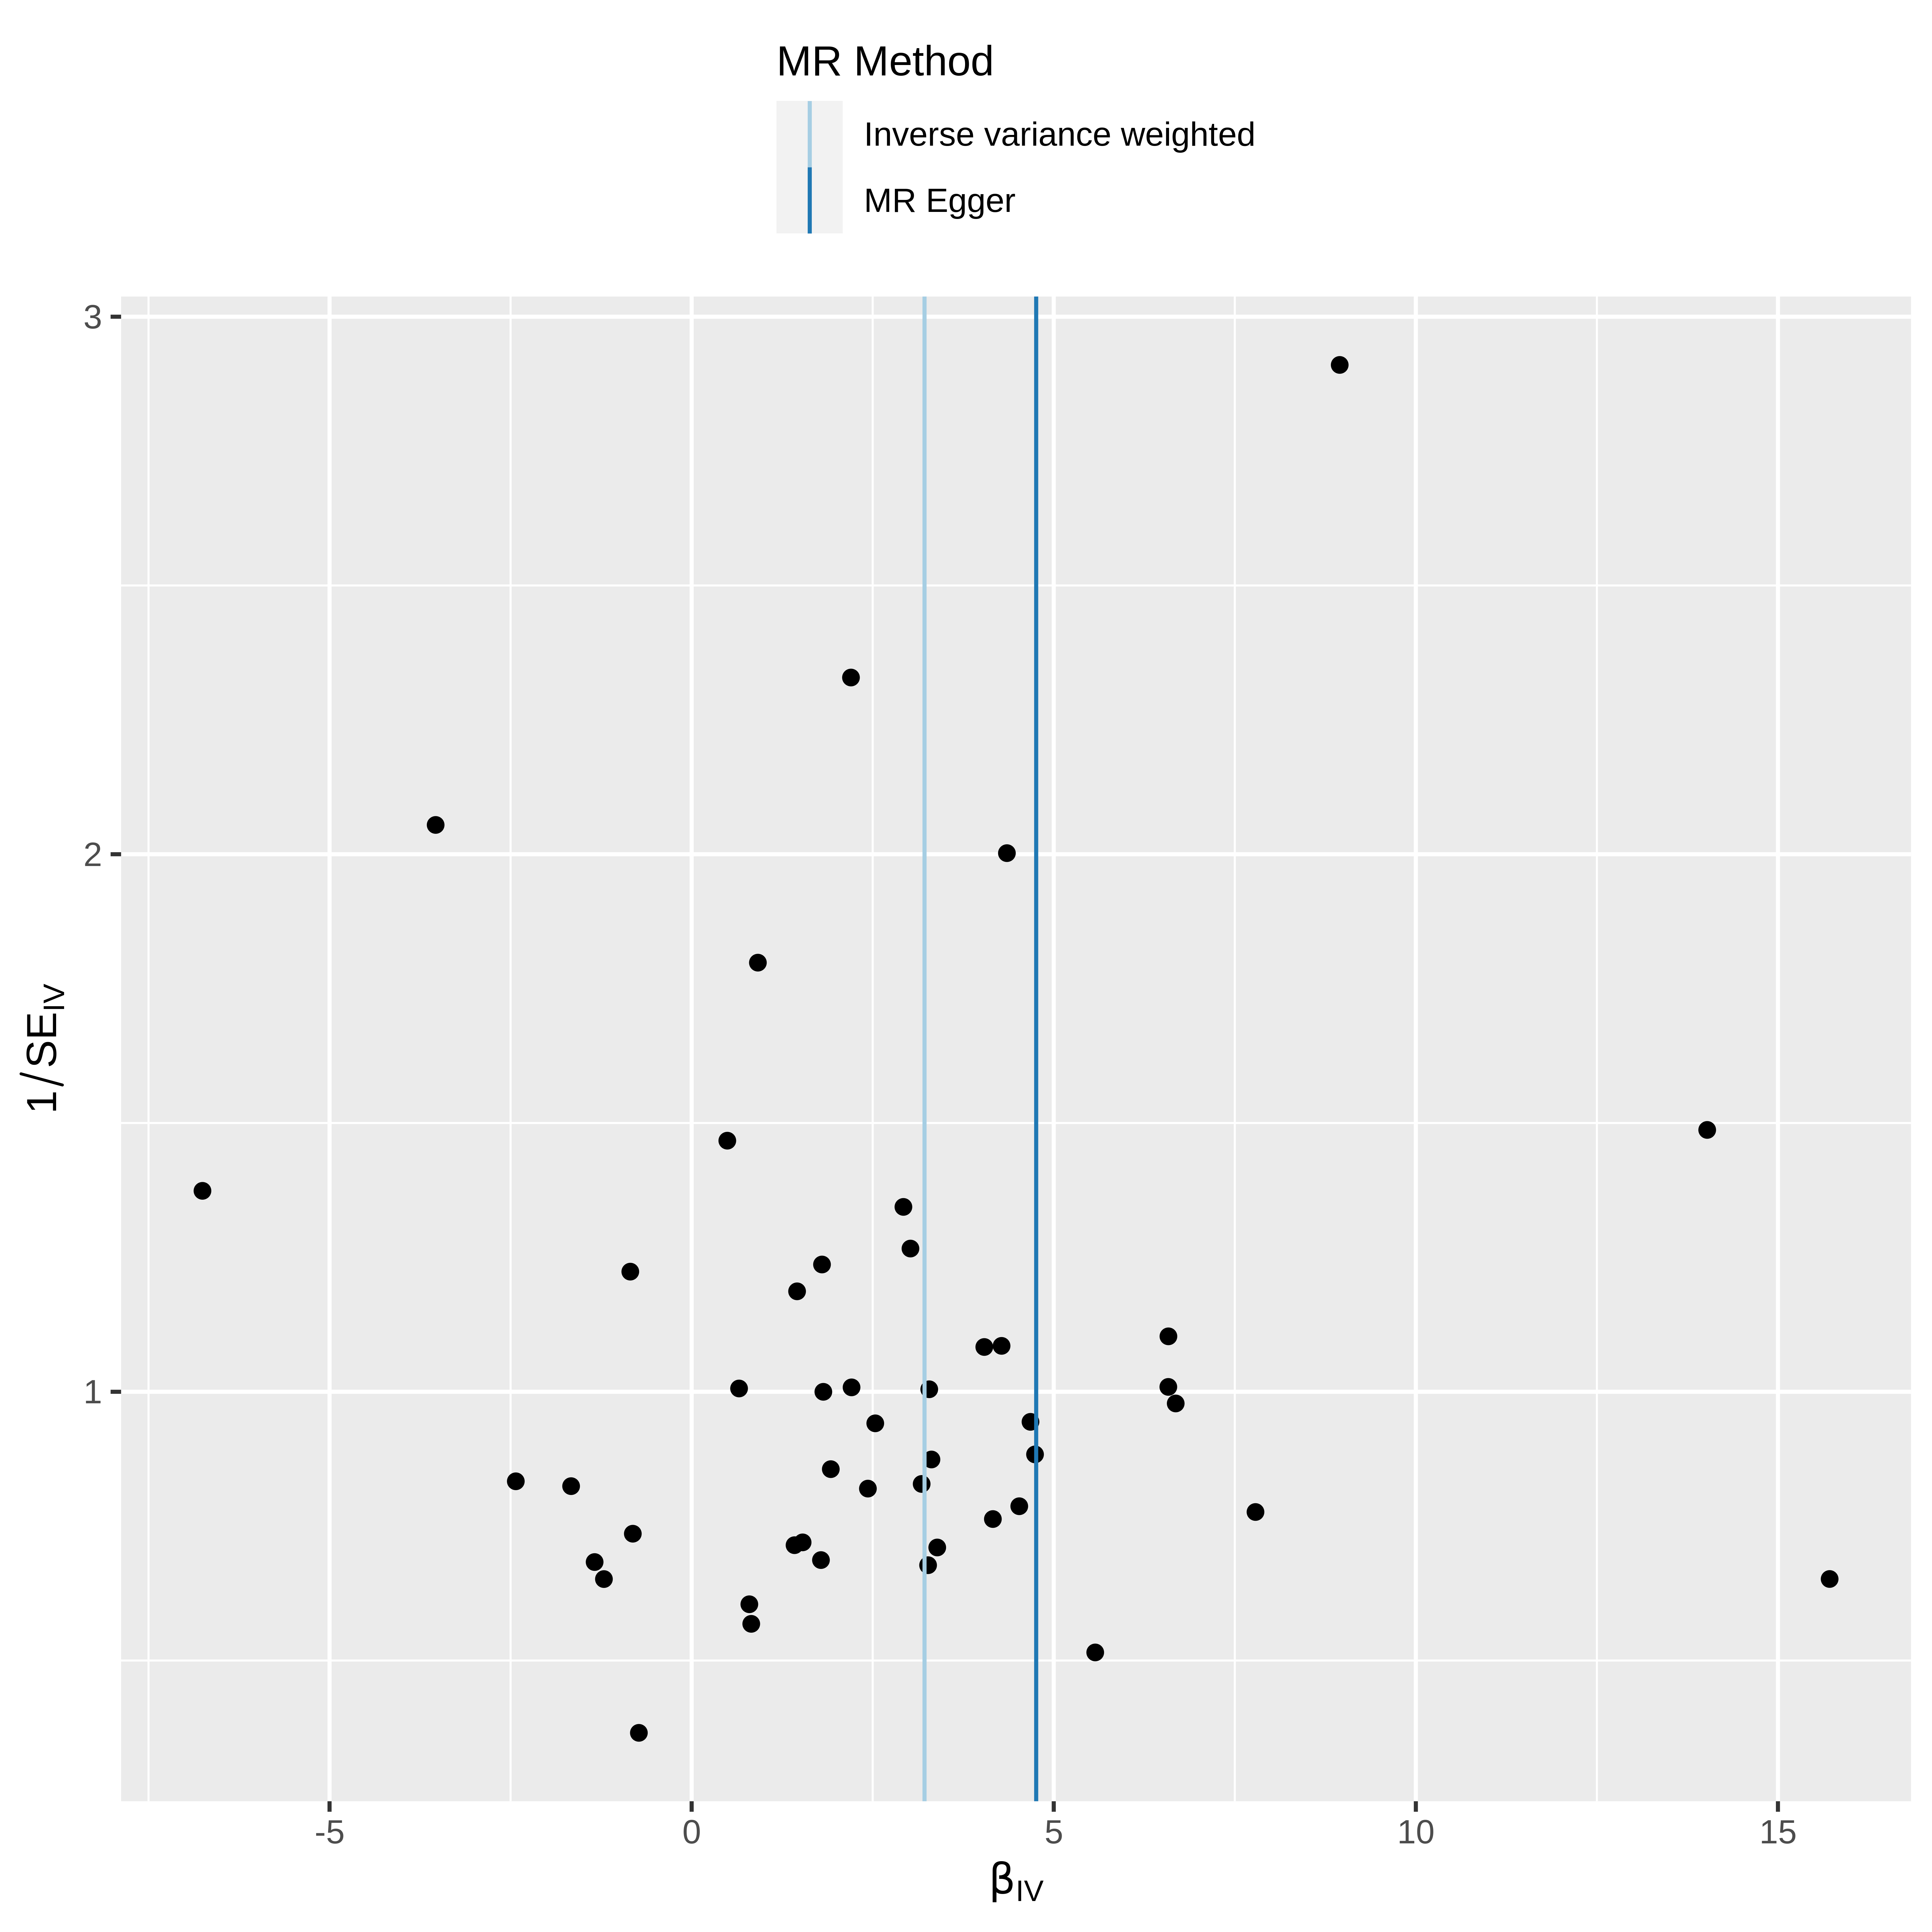 MR Method
Inverse variance weighted
MR Egger
3
2
1
1 / SE_IV
-5
0
5
10
15
β_IV